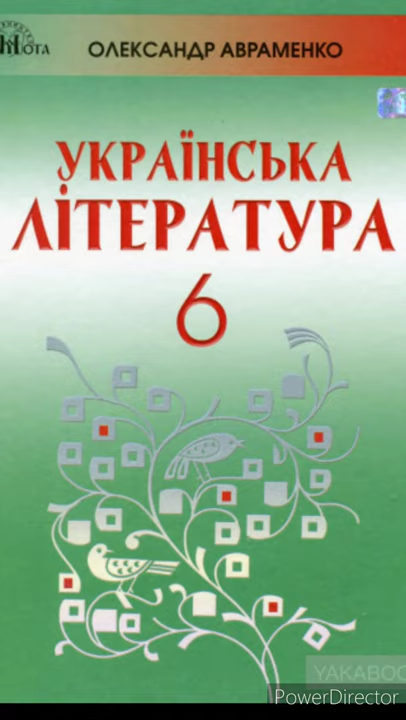 ОЛЕКСАНДР АВРАМЕНКО
УКРАЇНСЬКА
ЛІТЕРАТУРА
6
YAKABOO
PowerDirector